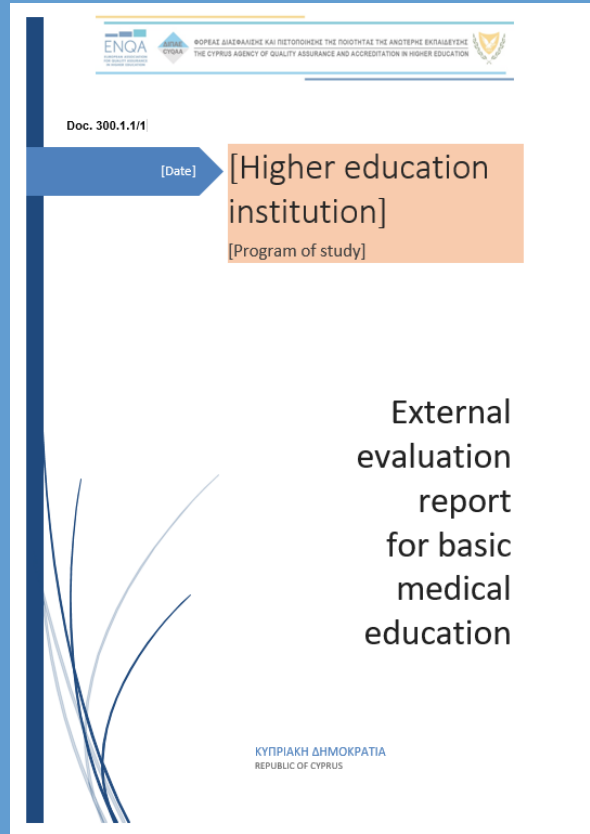 ENQA
ΔΙΠΑΕ
CYQAA
ΦΟΡΕΑΣ ΔΙΑΣΦΑΛΙΣΗΣ ΚΑΙ ΠΙΣΤΟΠΟΙΗΣΗΣ ΤΗΣ ΠΟΙΟΤΗΤΑΣ ΤΗΣ ΑΝΩΤΕΡΗΣ ΕΚΠΑΙΔΕΥΣΗΣ
THE CYPRUS AGENCY OF QUALITY ASSURANCE AND ACCREDITATION IN HIGHER EDUCATION
Doc. 300.1.1/1
[Date]
[Higher education
institution]
[Program of study]
External
evaluation
report
for basic
medical
education
ΚΥΠΡΙΑΚΗ ΔΗΜΟΚΡΑΤΙΑ
REPUBLIC OF CYPRUS